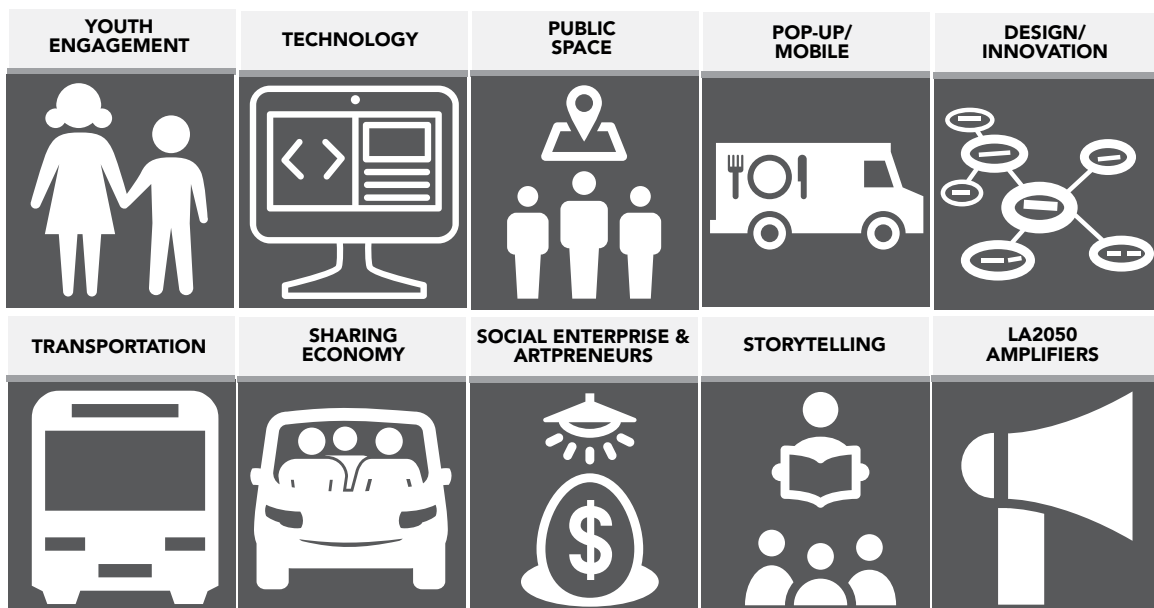 YOUTH
ENGAGEMENT
TECHNOLOGY
PUBLIC
SPACE
POP-UP/
MOBILE
DESIGN/
INNOVATION
TRANSPORTATION
SHARING
ECONOMY
SOCIAL ENTERPRISE &
ARTPRENEURS
STORYTELLING
LA2050
AMPLIFIERS